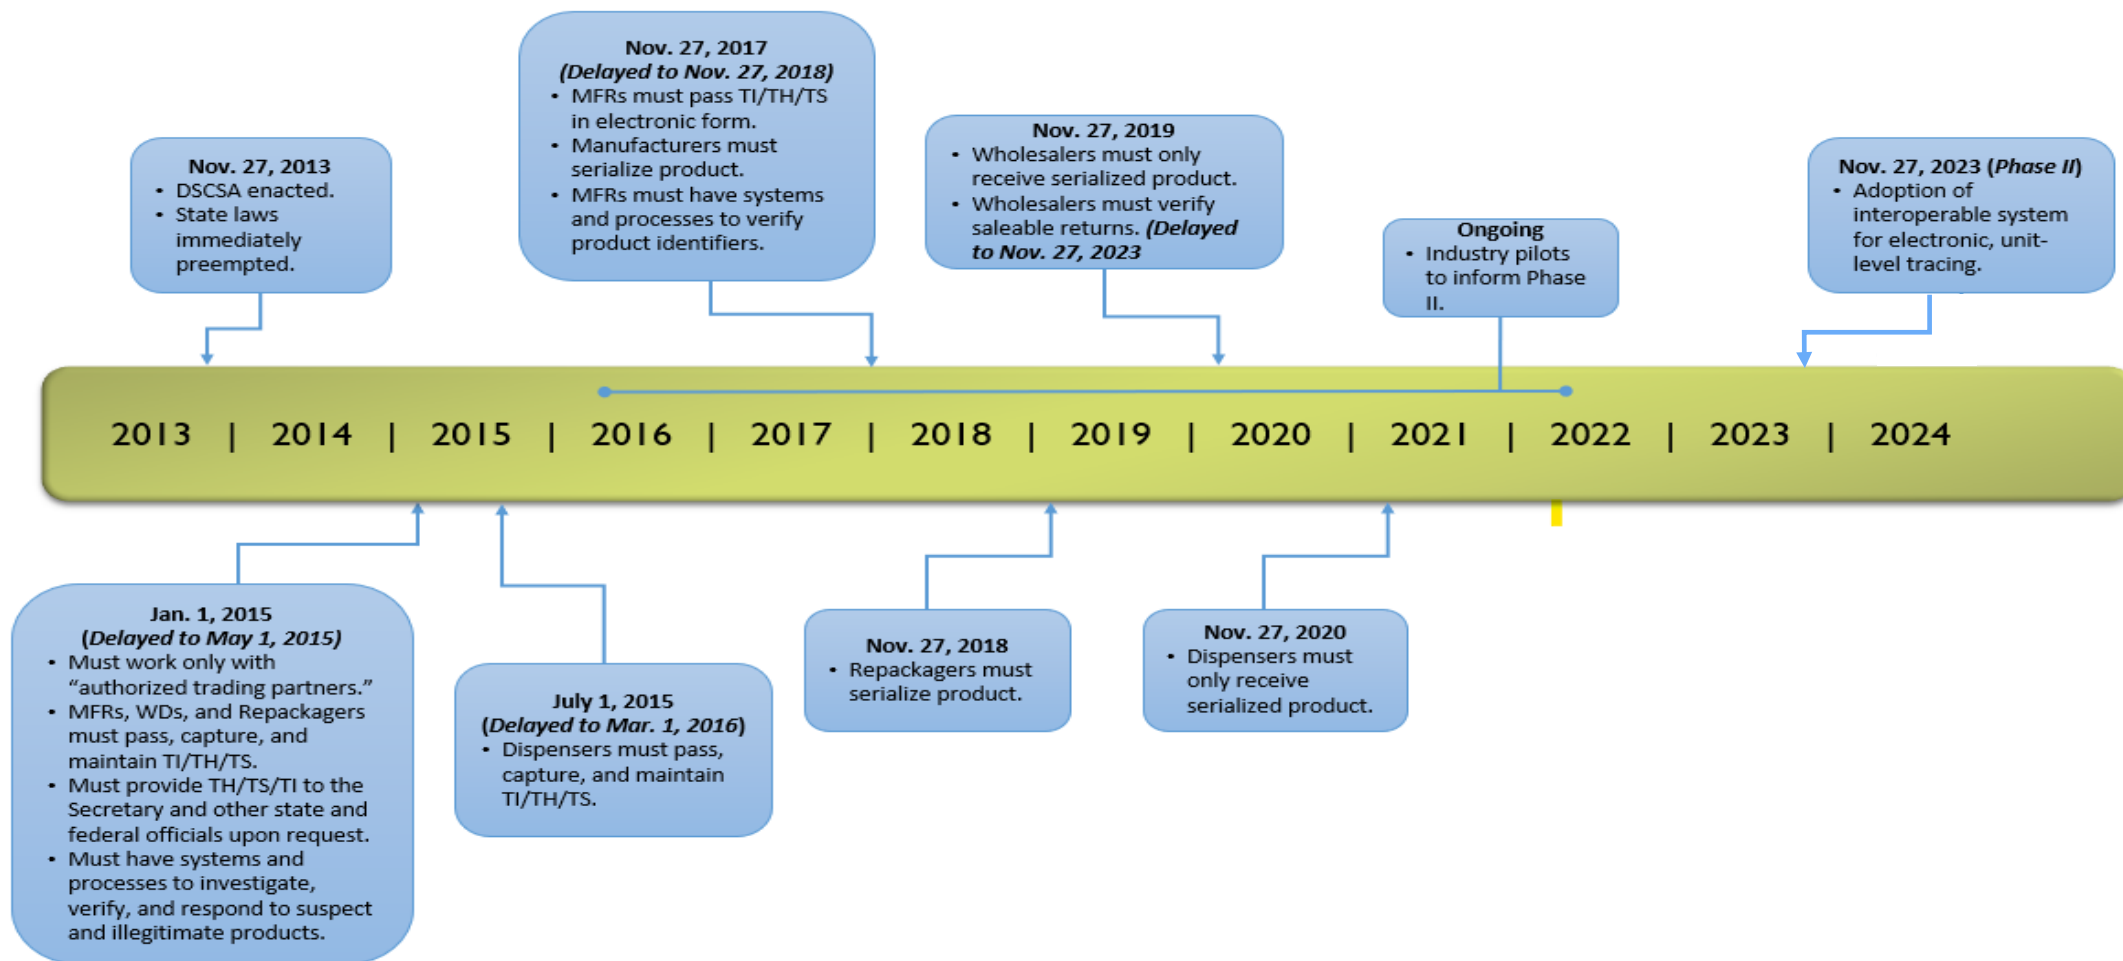 Nov. 27, 2013
• DSCSA enacted.
• State laws
immediately
preempted.
Nov. 27, 2017
(Delayed to Nov. 27, 2018)
• MFRs must pass TI/TH/TS
in electronic form.
• Manufacturers must
serialize product.
• MFRs must have systems
and processes to verify
product identifiers.
Nov. 27, 2019
• Wholesalers must only
receive serialized product.
• Wholesalers must verify
saleable returns. (Delayed
to Nov. 27, 2023
Ongoing
• Industry pilots
to inform Phase
II.
Nov. 27, 2023 (Phase II)
• Adoption of
interoperable system
for electronic, unit-
level tracing.
2013 | 2014 | 2015 | 2016 | 2017 | 2018 | 2019 | 2020 | 2021 | 2022 | 2023 | 2024
Jan. 1, 2015
(Delayed to May 1, 2015)
• Must work only with
“authorized trading partners.”
• MFRs, WDs, and Repackagers
must pass, capture, and
maintain TI/TH/TS.
• Must provide TH/TS/TI to the
Secretary and other state and
federal officials upon request.
• Must have systems and
processes to investigate,
verify, and respond to suspect
and illegitimate products.
July 1, 2015
(Delayed to Mar. 1, 2016)
• Dispensers must pass,
capture, and maintain
TI/TH/TS.
Nov. 27, 2018
• Repackagers must
serialize product.
Nov. 27, 2020
• Dispensers must
only receive
serialized product.